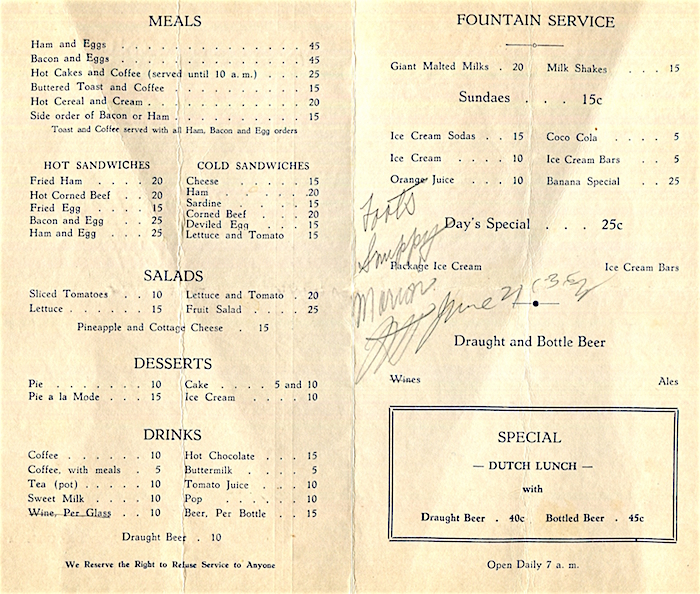 MEALS
Ham and Eggs . . . . . . . . . . . . . 45
Bacon and Eggs . . . . . . . . . . . . 45
Hot Cakes and Coffee (served until 10 a.m.) . . . . 25
Buttered Toast and Coffee . . . . . . . . . 15
Hot Cereal and Cream . . . . . . . . . . . 20
Side order of Bacon or Ham . . . . . . . . . 15
Toast and Coffee served with all Ham, Bacon and Egg orders
HOT SANDWICHES
Fried Ham . . . . 20
Hot Corned Beef . . 20
Fried Egg . . . . 15
Bacon and Egg . . 25
Ham and Egg . . . 25
COLD SANDWICHES
Cheese . . . . . . 15
Ham . . . . . . . 20
Sardine . . . . . . 15
Corned Beef . . . . 20
Deviled Egg . . . . 15
Lettuce and Tomato . 15
SALADS
Sliced Tomatoes . . 10 Lettuce and Tomato . 20
Lettuce . . . . . 15 Fruit Salad . . . . 25
Pineapple and Cottage Cheese . 15
DESSERTS
Pie . . . . . . . 10 Cake . . . . 5 and 10
Pie a la Mode . . . 15 Ice Cream . . . . 10
DRINKS
Coffee . . . . . 10 Hot Chocolate . . . 15
Coffee, with meals . 5 Buttermilk . . . . 5
Tea (pot) . . . . . 10 Tomato Juice . . . 10
Sweet Milk . . . . 10 Pop . . . . . . 10
Wine, Per Glass . . 10 Beer, Per Bottle . . 15
Draught Beer . 10
We Reserve the Right to Refuse Service to Anyone
FOUNTAIN SERVICE
Giant Malted Milks . 20 Milk Shakes . . . 15
Sundaes . . . 15c
Ice Cream Sodas . . 15 Coco Cola . . . . 5
Ice Cream . . . . 10 Ice Cream Bars . . 5
Orange Juice . . . 10 Banana Special . . 25
Toots
Day's Special . . . 25c
Snuppy
Package Ice Cream Ice Cream Bars
Marion
June
Draught and Bottle Beer
Wines Ales
SPECIAL
— DUTCH LUNCH —
with
Draught Beer . 40c Bottled Beer . 45c
Open Daily 7 a. m.